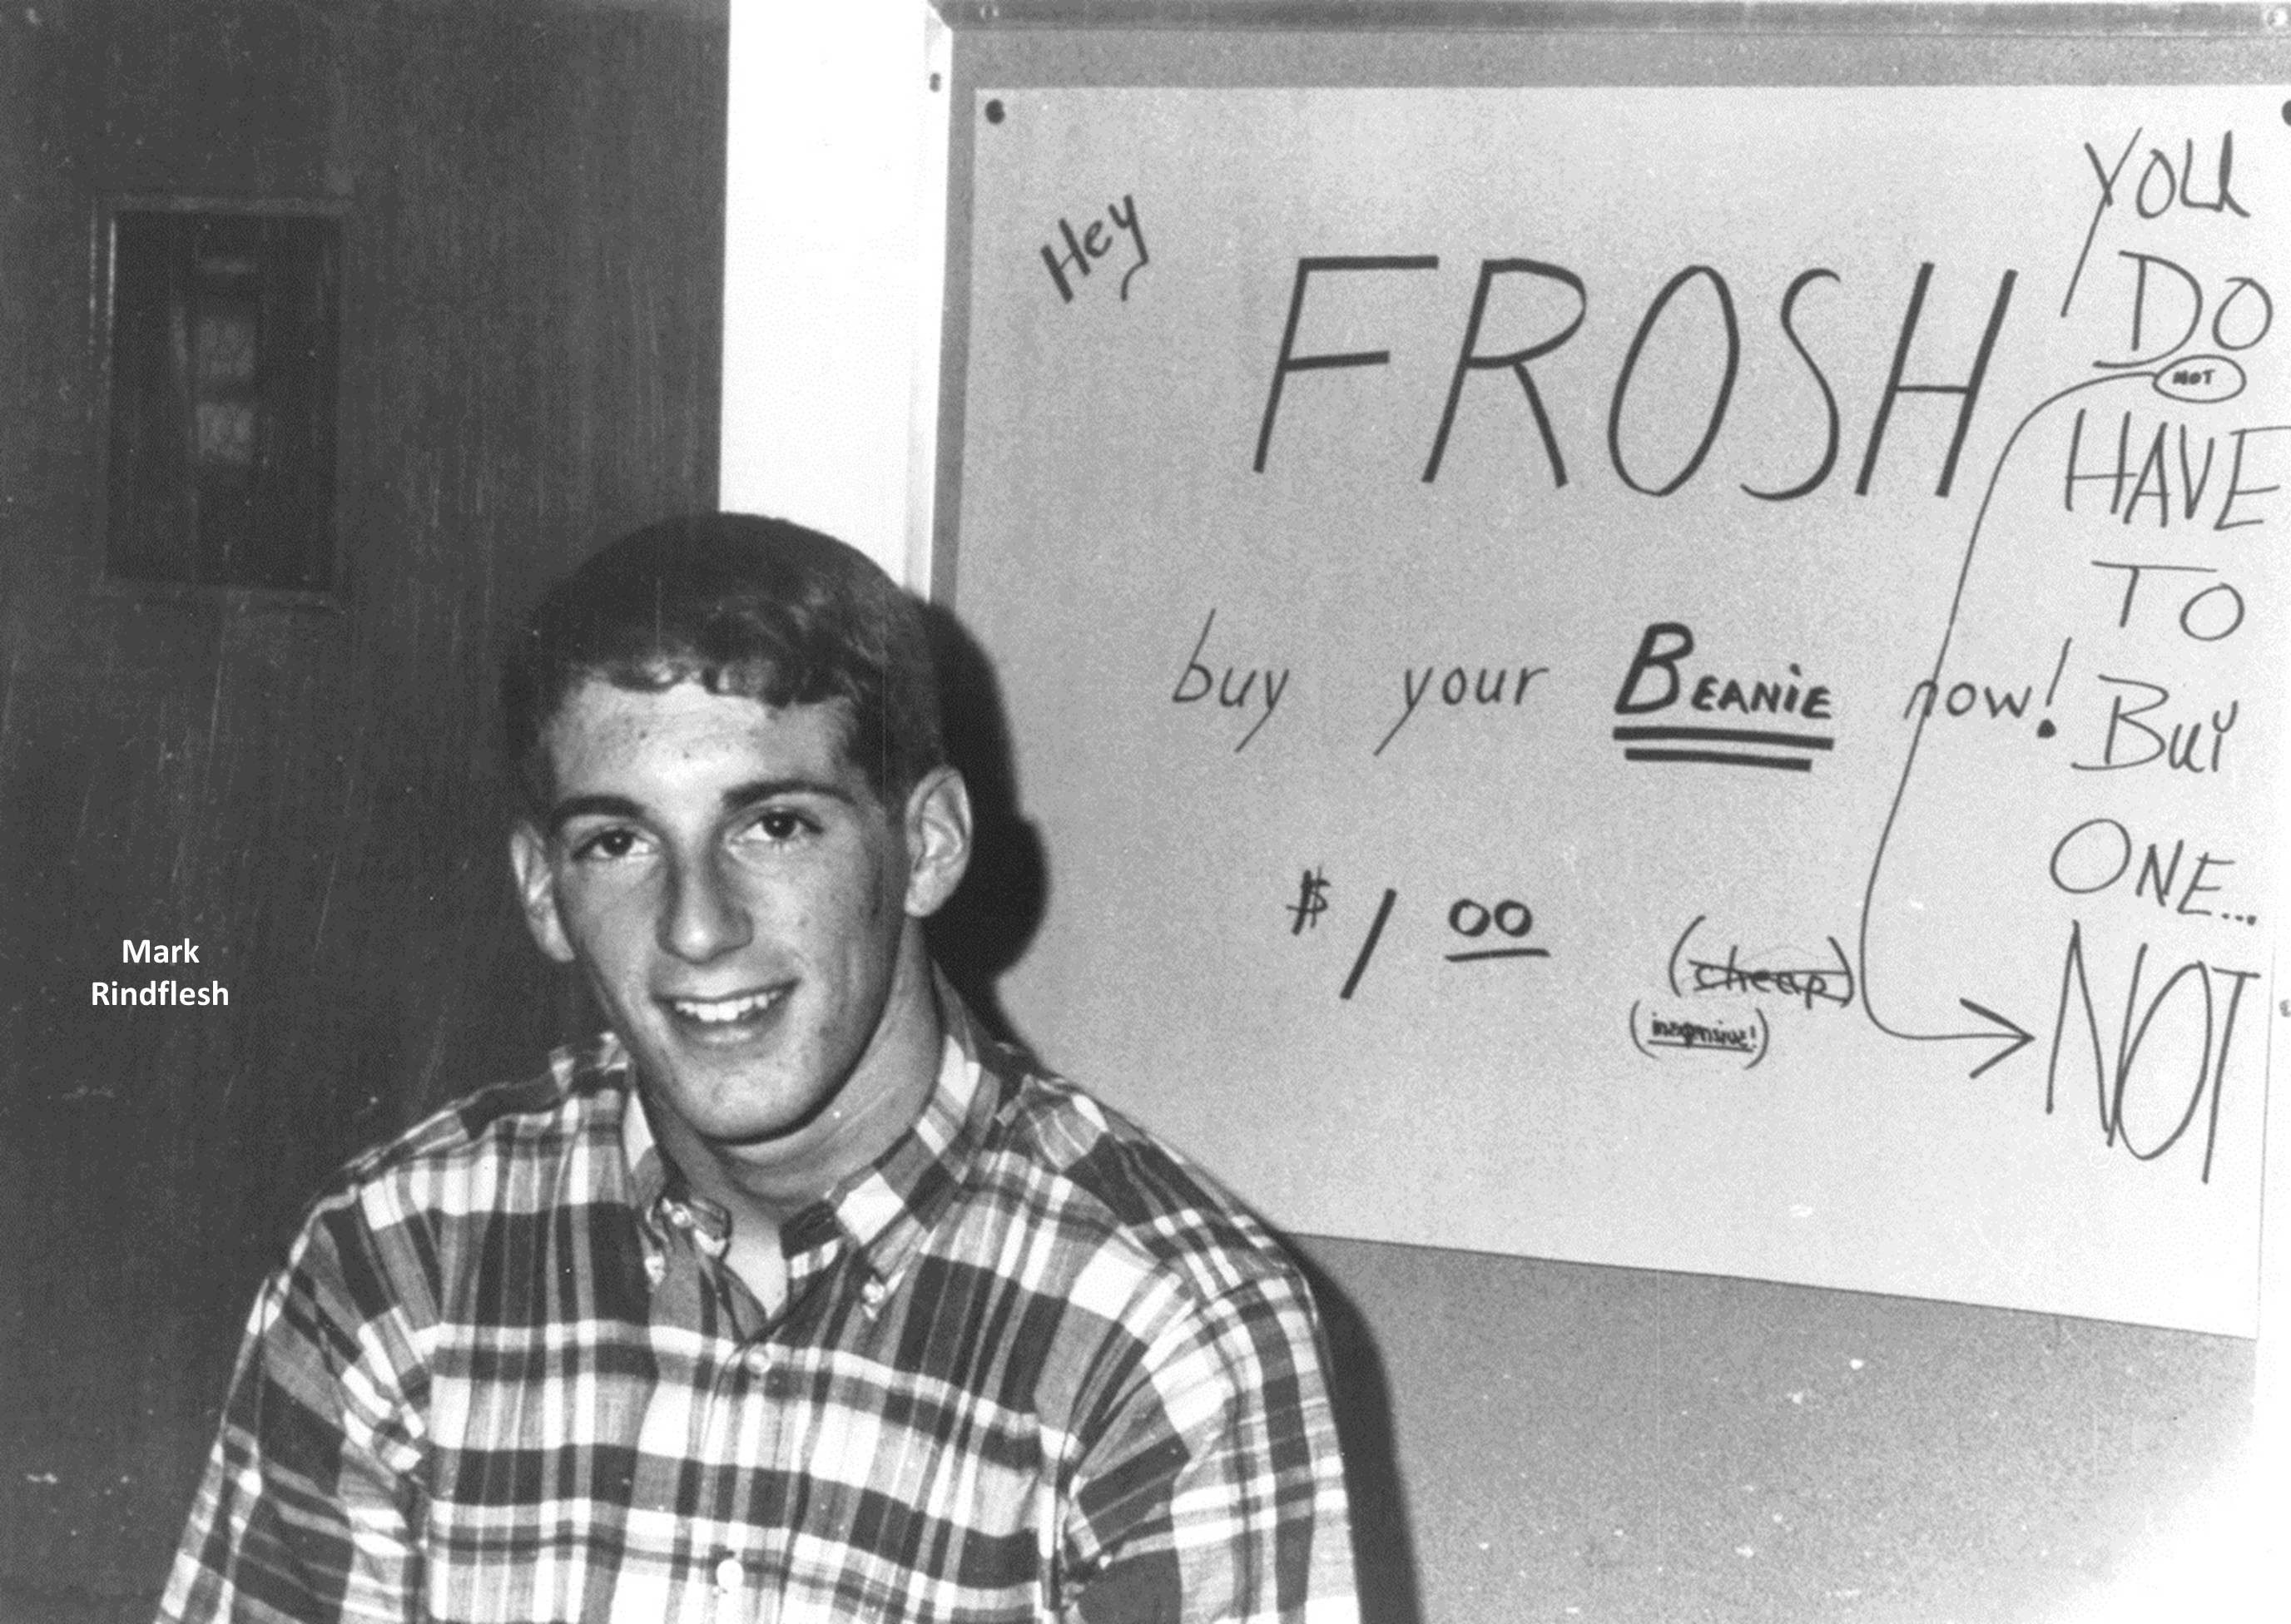 Hey
FROSH
buy your BEANIE now!
$1 00
(cheap)
(inexpensive!)
YOU
DO
NOT
HAVE
TO
BUY
ONE...
NOT
Mark
Rindflesh